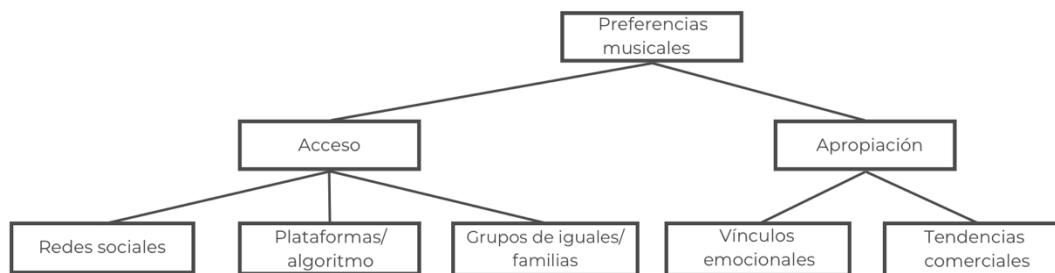 Preferencias
musicales
Acceso
Apropiación
Redes sociales
Plataformas/
algoritmo
Grupos de iguales/
familias
Vínculos
emocionales
Tendencias
comerciales